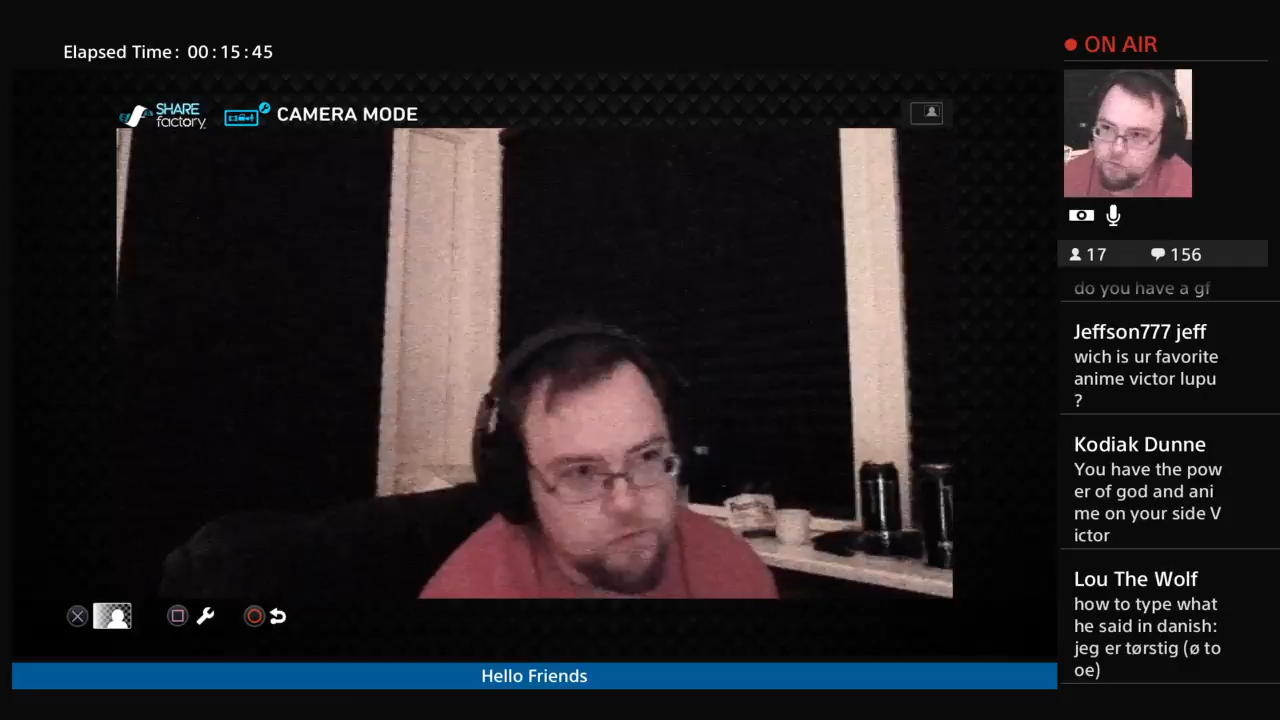 Elapsed Time: 00:15:45
ON AIR
SHARE
factory
CAMERA MODE
17
156
do you have a gf
Jeffson777 jeff
wich is ur favorite
anime victor lupu
?
Kodiak Dunne
You have the pow
er of god and ani
me on your side V
ictor
Lou The Wolf
how to type what
he said in danish:
jeg er tørstig (ø to
oe)
Hello Friends